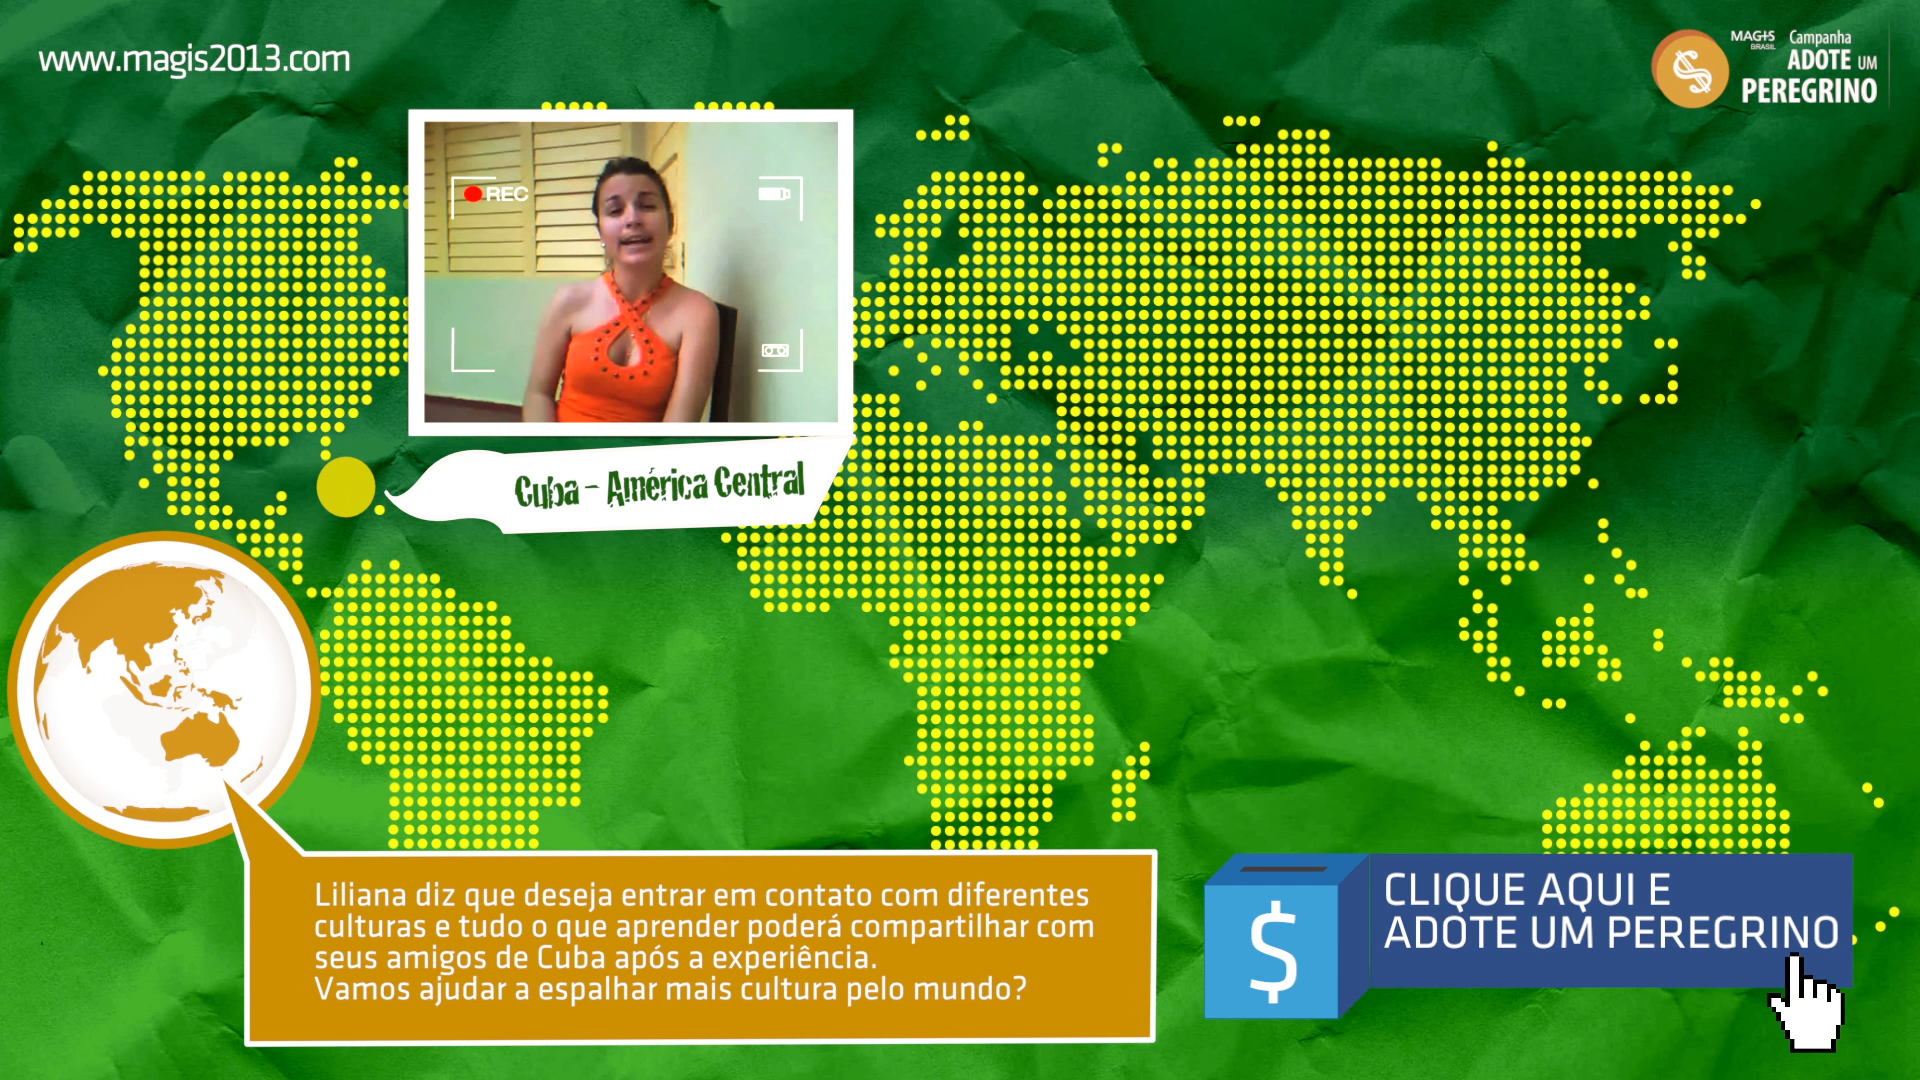 www.magis2013.com
MAGIS
BRASIL
Campanha
ADOTE UM
PEREGRINO
REC
Cuba - América Central
Liliana diz que deseja entrar em contato com diferentes
culturas e tudo o que aprender poderá compartilhar com
seus amigos de Cuba após a experiência.
Vamos ajudar a espalhar mais cultura pelo mundo?
$
CLIQUE AQUI E
ADOTE UM PEREGRINO